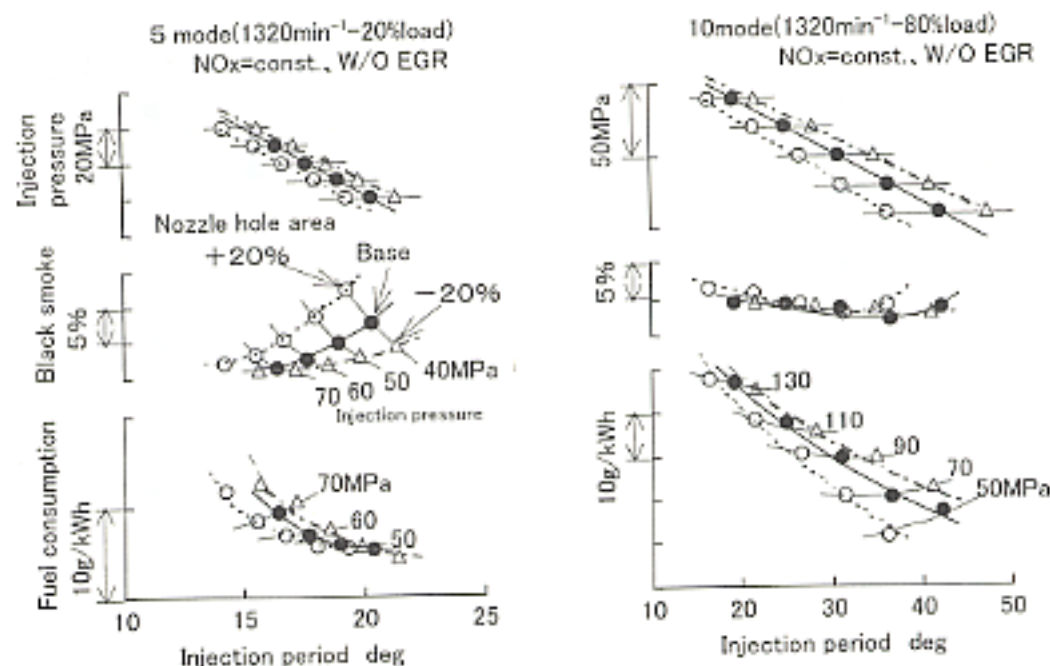 5 mode(1320min⁻¹-20%load)
NOx=const.、W/O EGR
Injection
pressure
20MPa
Nozzle hole area
+20%
Base
-20%
Black smoke
5%
40MPa
50
60
70
Injection pressure
Fuel consumption
10g/kWh
70MPa
60
50
10
15
20
25
Injection period deg
10mode(1320min⁻¹-80%load)
NOx=const.、W/O EGR
50MPa
5%
10g/kWh
130
110
90
70
50MPa
10
20
30
40
50
Injection period deg